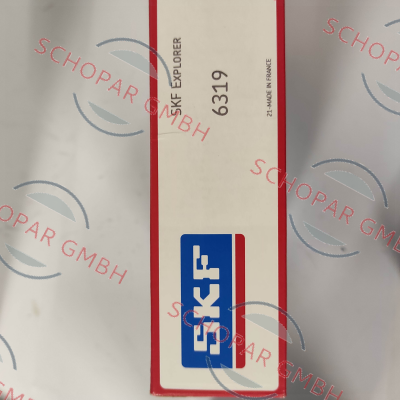 SKF EXPLORER
6319
21-MADE IN FRANCE
SKF
SCHOPAR GMBH
SCHOPAR GMBH
SCHOPAR GMBH
SCHOPAR GMBH